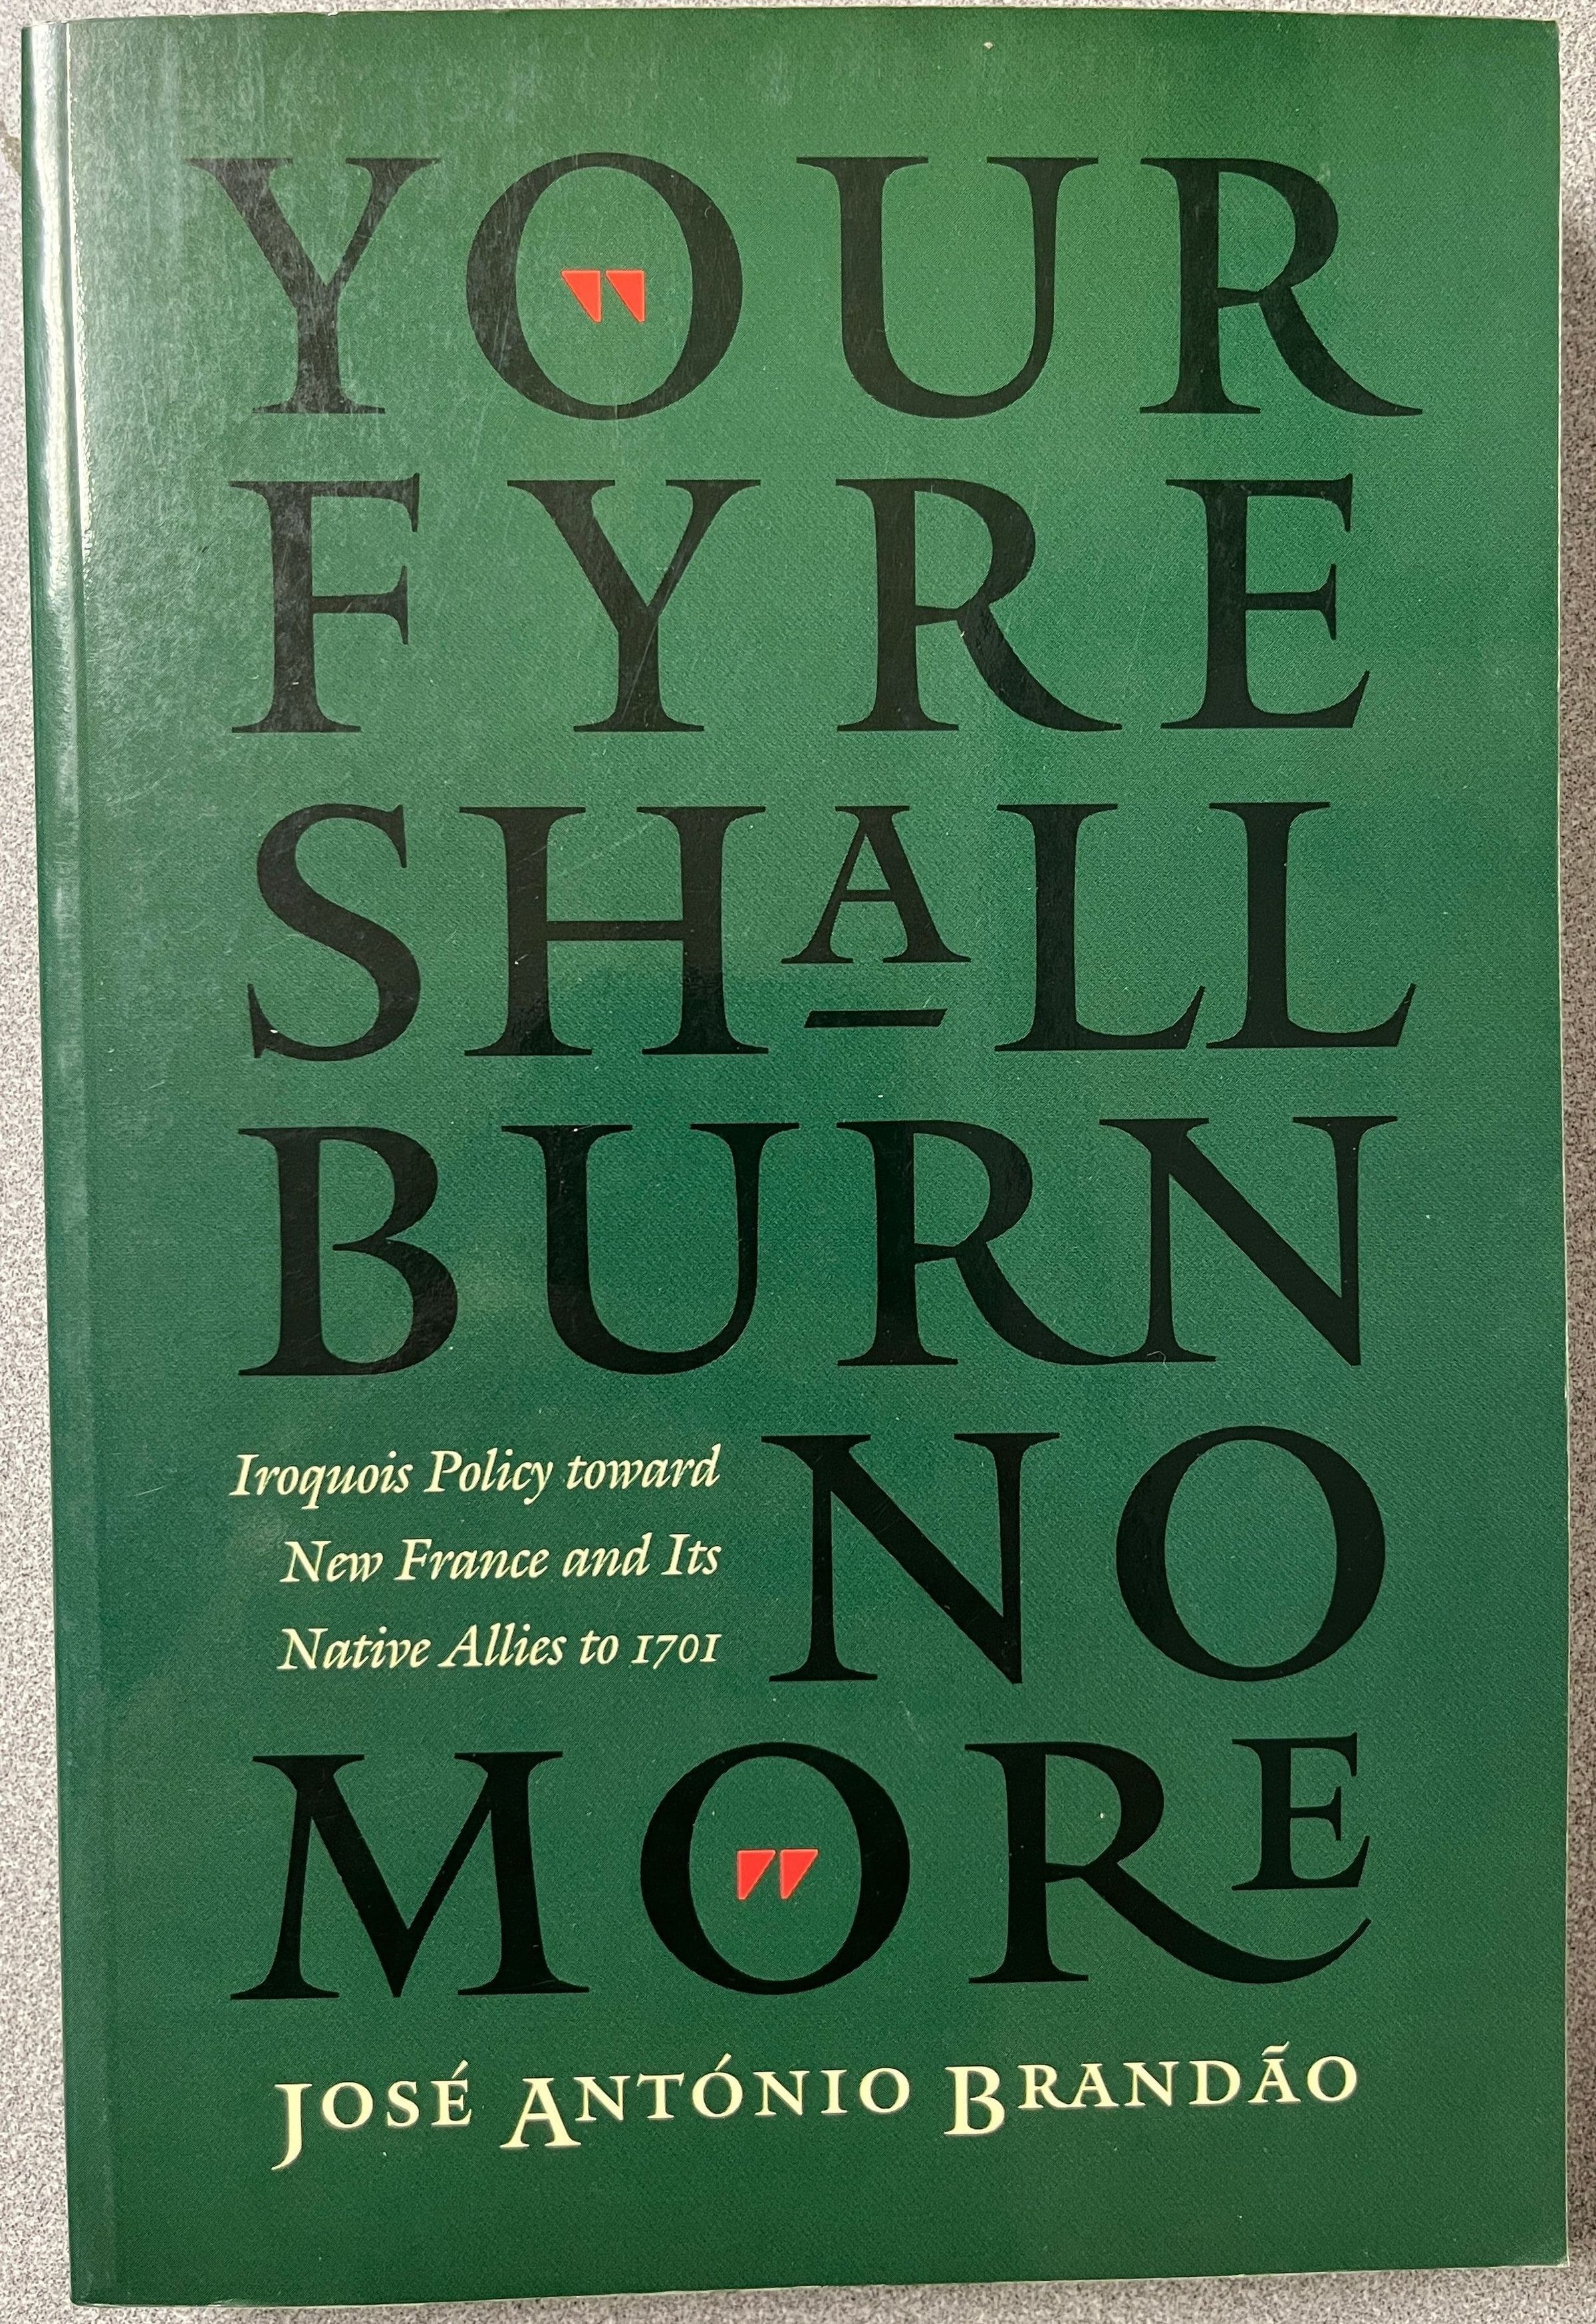 "YOUR
FYRE
SHALL
BURN
NO
Iroquois Policy toward
New France and Its
Native Allies to 1701
MORE"
JOSÉ ANTÓNIO BRANDÃO